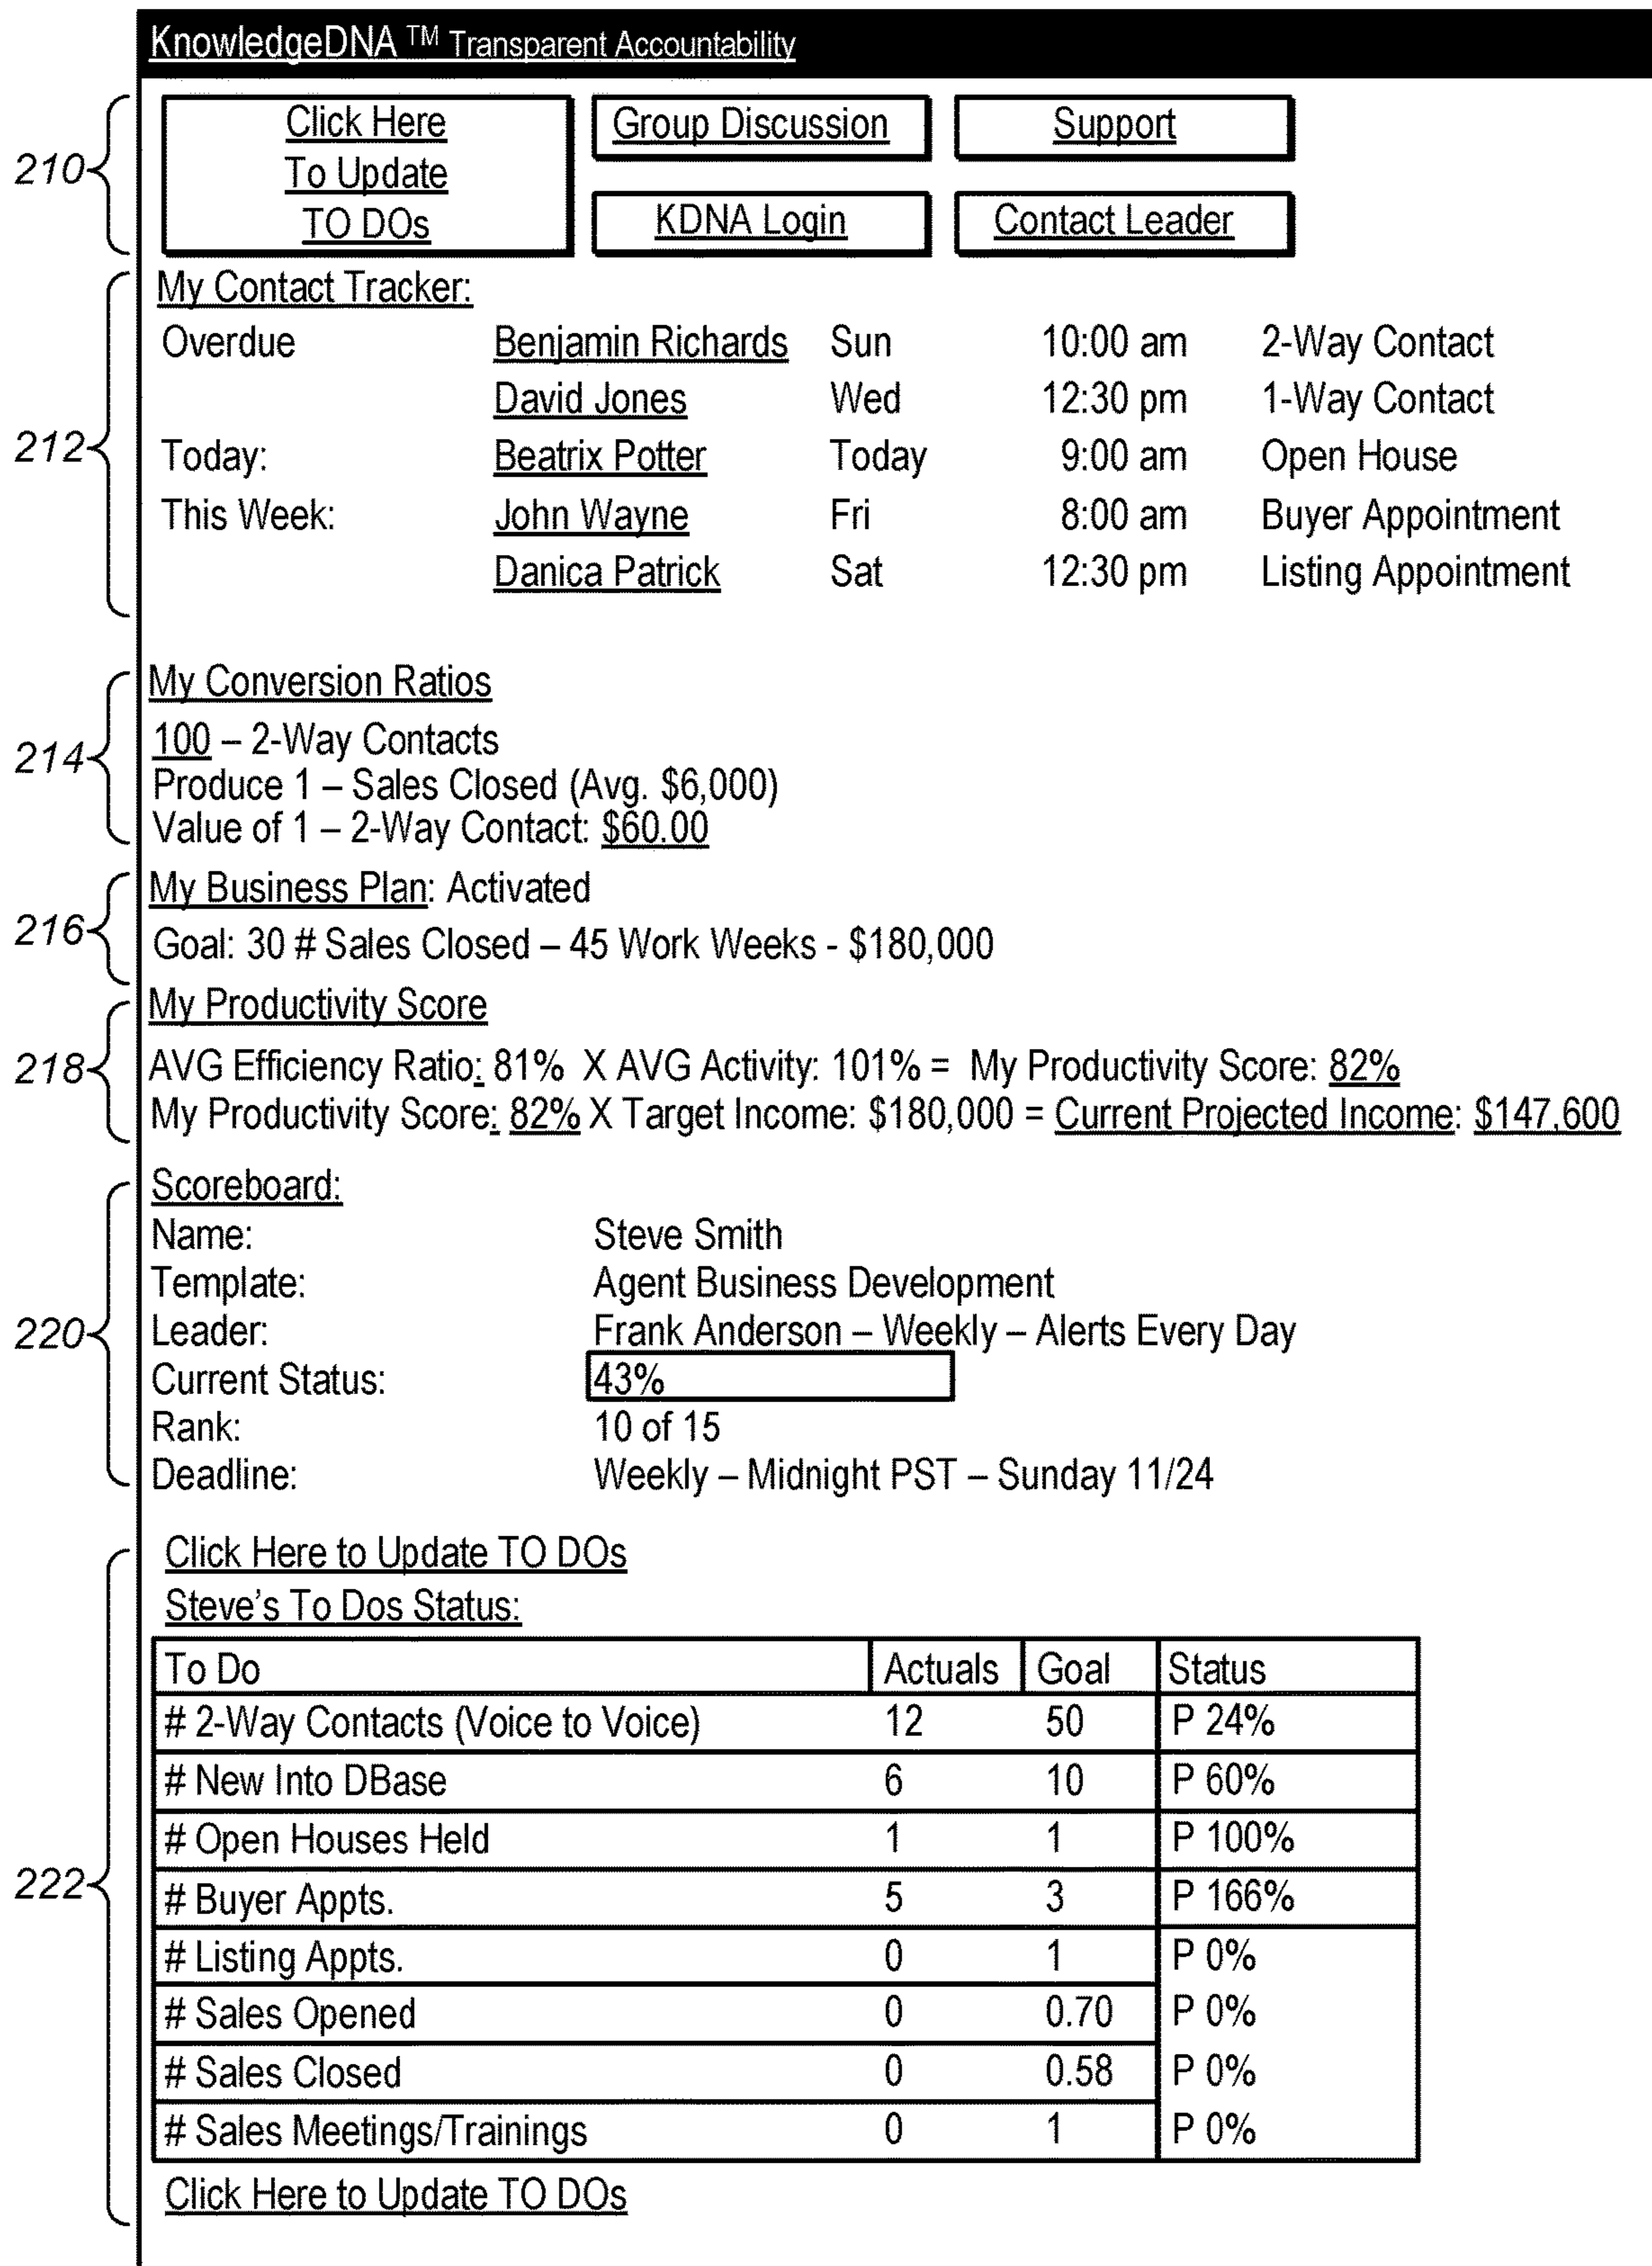 KnowledgeDNA ™ Transparent Accountability
210
Click Here
To Update
TO DOs
Group Discussion
Support
KDNA Login
Contact Leader
212
My Contact Tracker:
Overdue Benjamin Richards Sun 10:00 am 2-Way Contact
David Jones Wed 12:30 pm 1-Way Contact
Today: Beatrix Potter Today 9:00 am Open House
This Week: John Wayne Fri 8:00 am Buyer Appointment
Danica Patrick Sat 12:30 pm Listing Appointment
214
My Conversion Ratios
100 – 2-Way Contacts
Produce 1 – Sales Closed (Avg. $6,000)
Value of 1 – 2-Way Contact: $60.00
216
My Business Plan: Activated
Goal: 30 # Sales Closed – 45 Work Weeks - $180,000
218
My Productivity Score
AVG Efficiency Ratio: 81% X AVG Activity: 101% = My Productivity Score: 82%
My Productivity Score: 82% X Target Income: $180,000 = Current Projected Income: $147,600
220
Scoreboard:
Name: Steve Smith
Template: Agent Business Development
Leader: Frank Anderson – Weekly – Alerts Every Day
Current Status: 43%
Rank: 10 of 15
Deadline: Weekly – Midnight PST – Sunday 11/24
222
Click Here to Update TO DOs
Steve's To Dos Status:
To Do Actuals Goal Status
# 2-Way Contacts (Voice to Voice) 12 50 P 24%
# New Into DBase 6 10 P 60%
# Open Houses Held 1 1 P 100%
# Buyer Appts. 5 3 P 166%
# Listing Appts. 0 1 P 0%
# Sales Opened 0 0.70 P 0%
# Sales Closed 0 0.58 P 0%
# Sales Meetings/Trainings 0 1 P 0%
Click Here to Update TO DOs